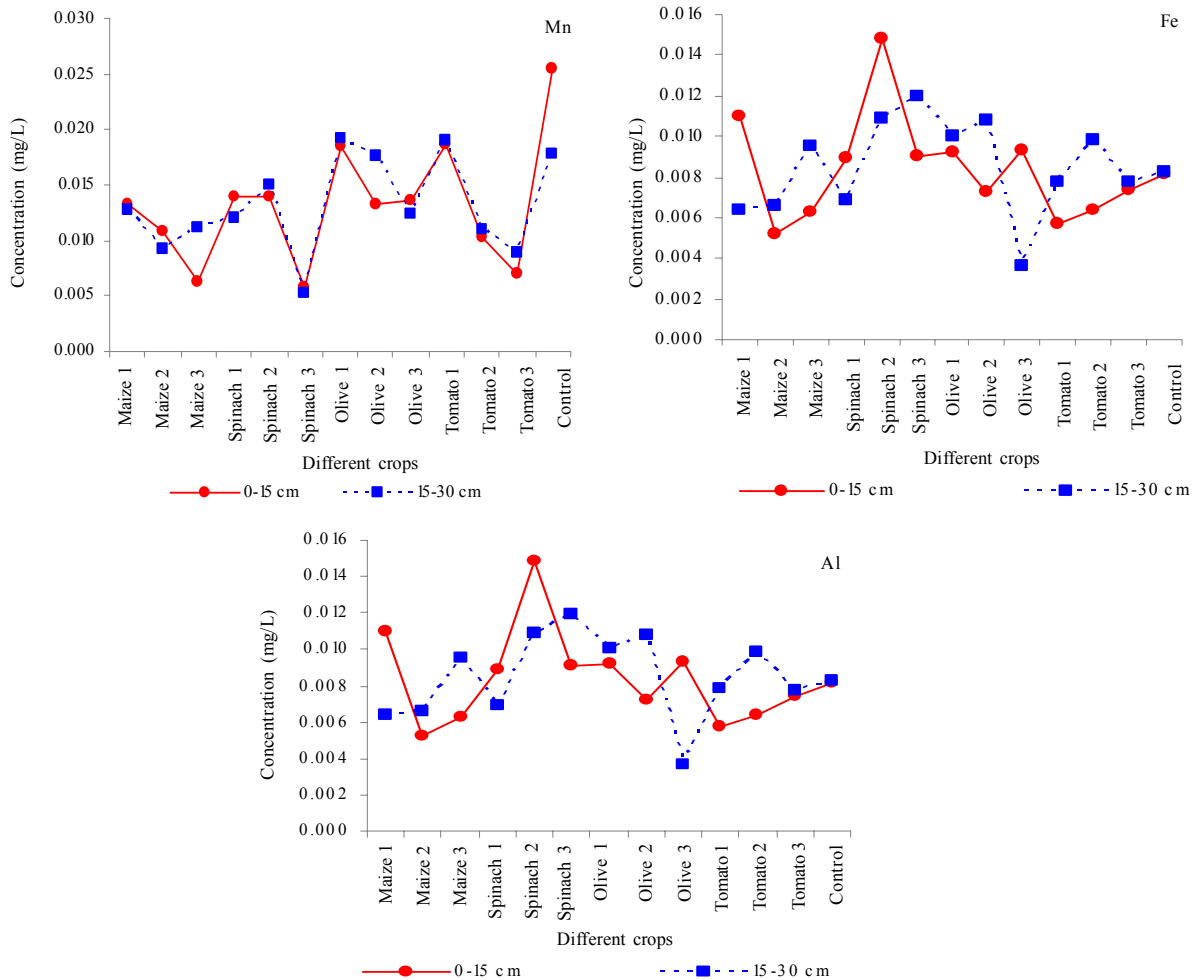 Mn
0.030
0.025
0.020
0.015
0.010
0.005
0.000
Concentration (mg/L)
Maize 1
Maize 2
Maize 3
Spinach 1
Spinach 2
Spinach 3
Olive 1
Olive 2
Olive 3
Tomato 1
Tomato 2
Tomato 3
Control
Different crops
0-15 cm
15-30 cm
Fe
0.016
0.014
0.012
0.010
0.008
0.006
0.004
0.002
0.000
Concentration (mg/L)
Maize 1
Maize 2
Maize 3
Spinach 1
Spinach 2
Spinach 3
Olive 1
Olive 2
Olive 3
Tomato 1
Tomato 2
Tomato 3
Control
Different crops
0-15 cm
15-30 cm
Al
0.016
0.014
0.012
0.010
0.008
0.006
0.004
0.002
0.000
Concentration (mg/L)
Maize 1
Maize 2
Maize 3
Spinach 1
Spinach 2
Spinach 3
Olive 1
Olive 2
Olive 3
Tomato 1
Tomato 2
Tomato 3
Control
Different crops
0-15 cm
15-30 cm